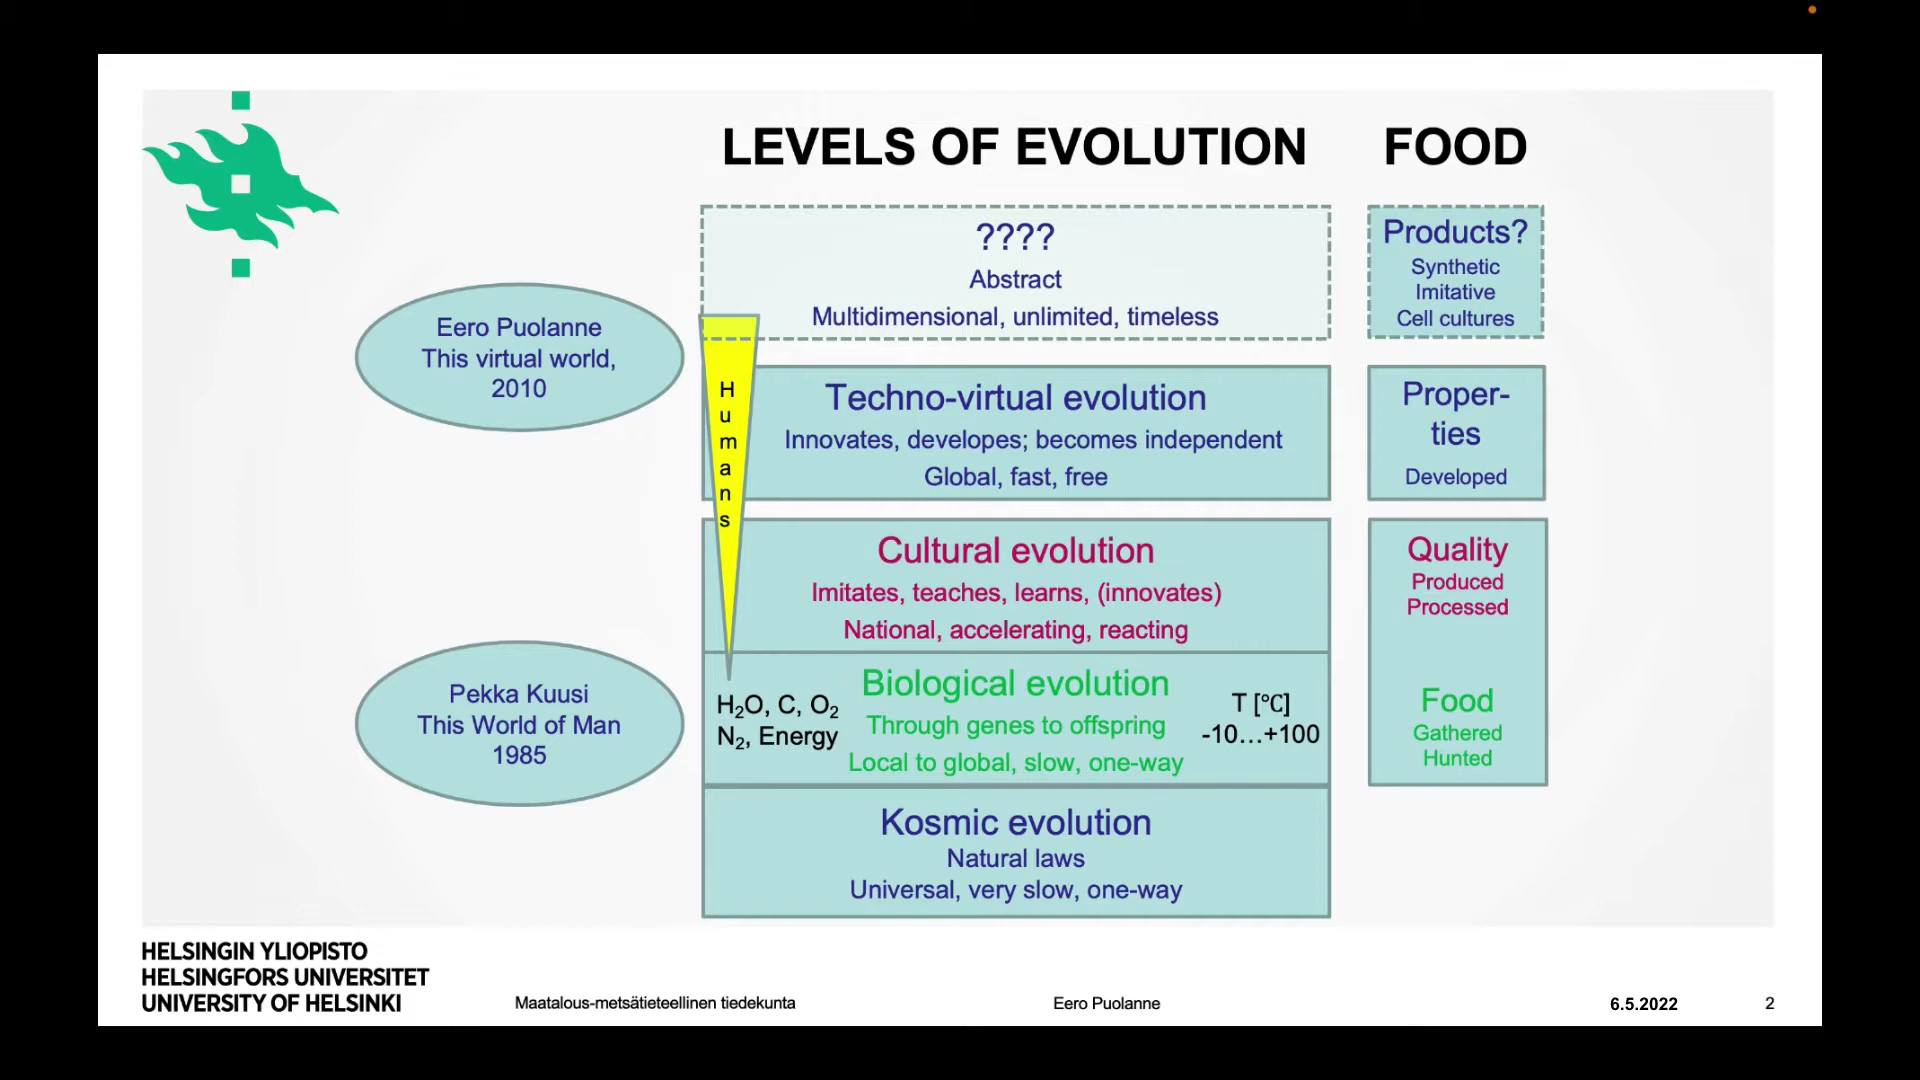 LEVELS OF EVOLUTION
FOOD
????
Abstract
Multidimensional, unlimited, timeless
Products?
Synthetic
Imitative
Cell cultures
Eero Puolanne
This virtual world,
2010
Humans
Techno-virtual evolution
Innovates, developes; becomes independent
Global, fast, free
Proper-
ties
Developed
Cultural evolution
Imitates, teaches, learns, (innovates)
National, accelerating, reacting
Quality
Produced
Processed
Pekka Kuusi
This World of Man
1985
H₂O, C, O₂
N₂, Energy
Biological evolution
Through genes to offspring
Local to global, slow, one-way
T [°C]
-10…+100
Food
Gathered
Hunted
Kosmic evolution
Natural laws
Universal, very slow, one-way
HELSINGIN YLIOPISTO
HELSINGFORS UNIVERSITET
UNIVERSITY OF HELSINKI
Maatalous-metsätieteellinen tiedekunta
Eero Puolanne
6.5.2022
2